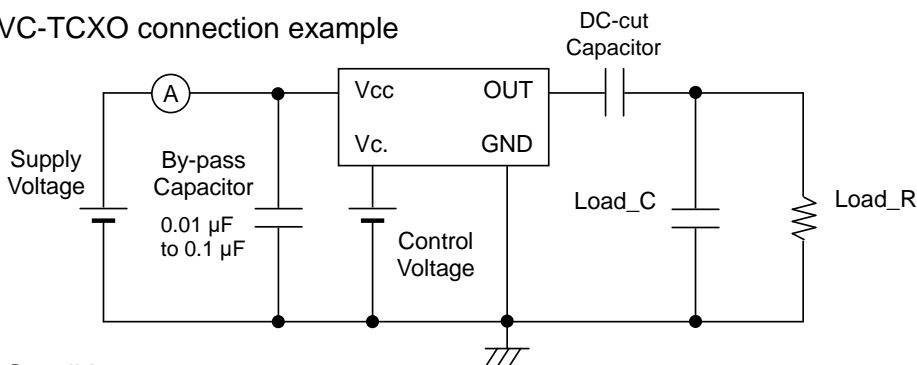 VC-TCXO connection example
DC-cut
Capacitor
A
Vcc
OUT
Vc.
GND
Supply
Voltage
By-pass
Capacitor
0.01 µF
to 0.1 µF
Control
Voltage
Load_C
Load_R